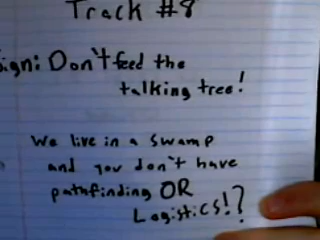 Track #8
Sign: Don't feed the
talking tree!
We live in a swamp
and you don't have
pathfinding OR
Logistics!?